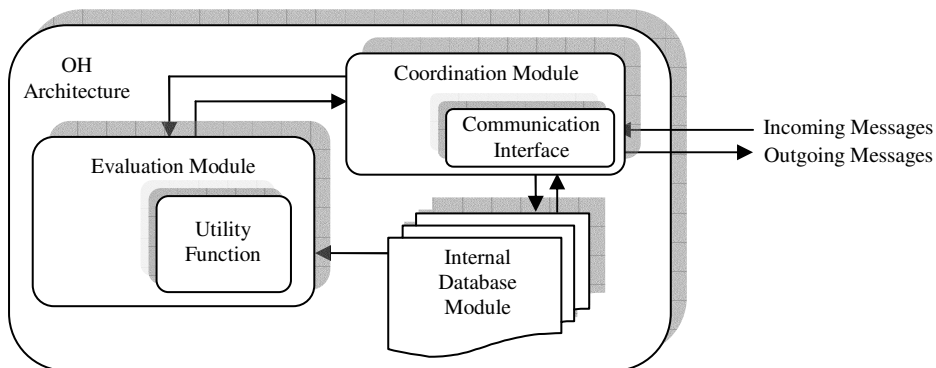 OH
Architecture
Coordination Module
Communication
Interface
Incoming Messages
Outgoing Messages
Evaluation Module
Utility
Function
Internal
Database
Module